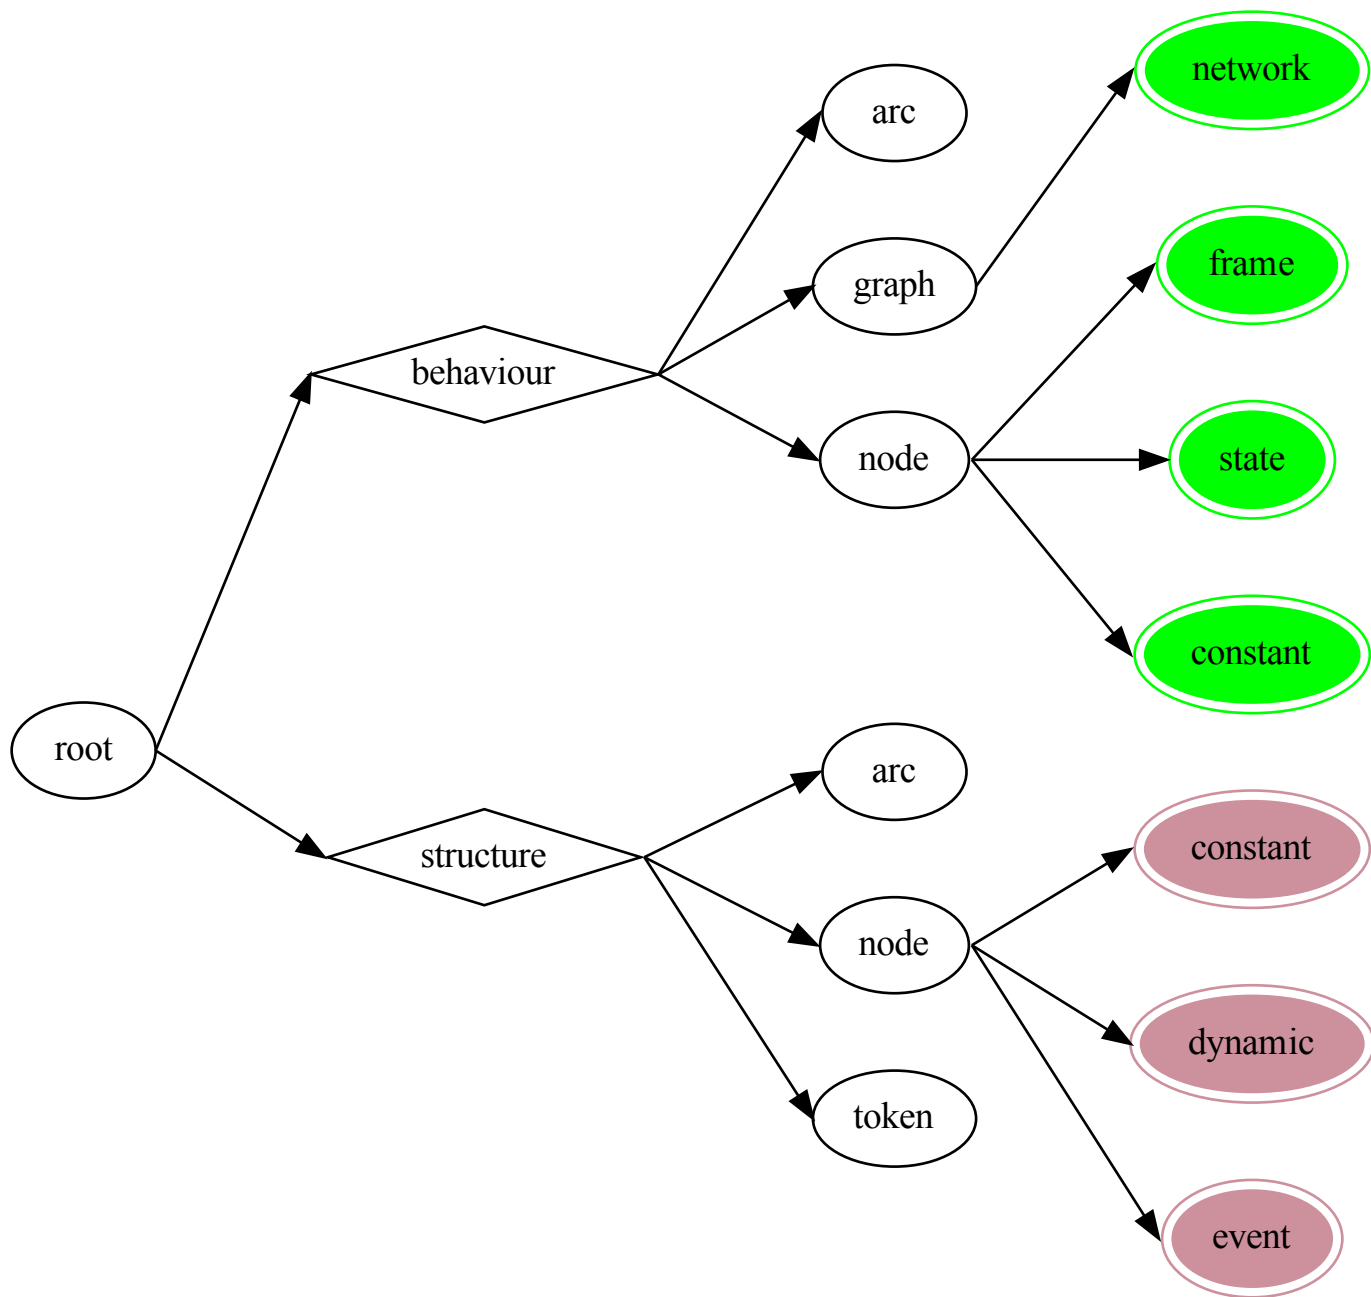 network
arc
frame
graph
behaviour
node
state
constant
root
arc
constant
structure
node
dynamic
token
event